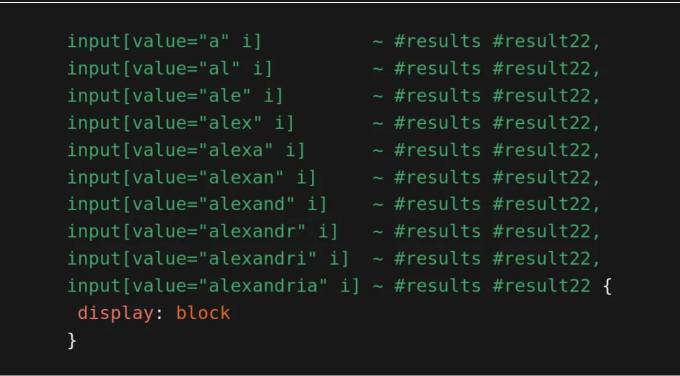 input[value="a" i]          ~ #results #result22,
input[value="al" i]         ~ #results #result22,
input[value="ale" i]        ~ #results #result22,
input[value="alex" i]       ~ #results #result22,
input[value="alexa" i]      ~ #results #result22,
input[value="alexan" i]     ~ #results #result22,
input[value="alexand" i]    ~ #results #result22,
input[value="alexandr" i]   ~ #results #result22,
input[value="alexandri" i]  ~ #results #result22,
input[value="alexandria" i] ~ #results #result22 {
 display: block
}